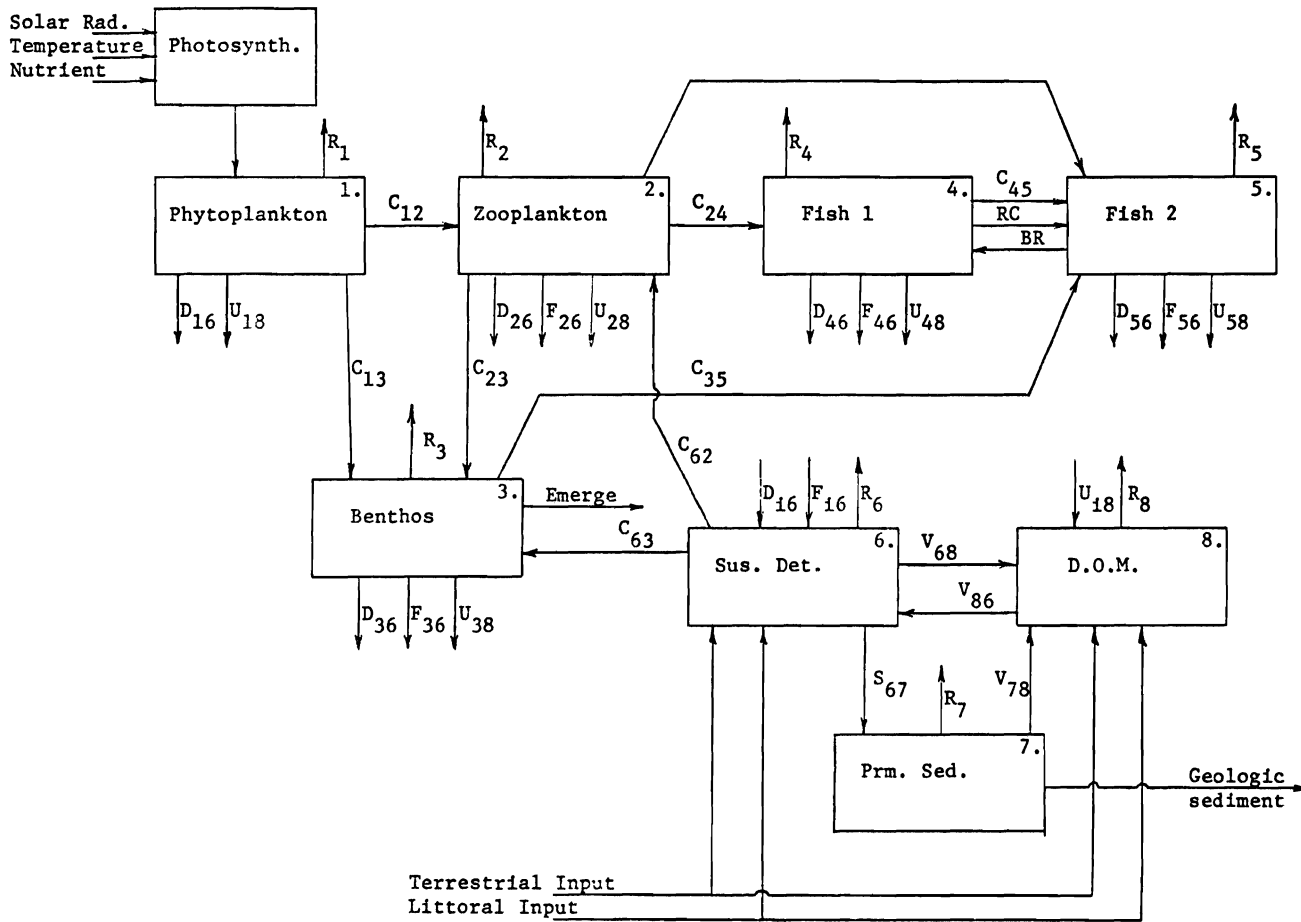 Solar Rad.
Temperature
Nutrient
Photosynth.
R1
R2
R4
R5
1.
Phytoplankton
C12
2.
Zooplankton
C24
4.
Fish 1
C45
RC
BR
5.
Fish 2
D16
U18
D26
F26
U28
D46
F46
U48
D56
F56
U58
C13
C23
C35
R3
C62
3.
Benthos
Emerge
C63
Di6
Fi6
R6
Ui8
R8
6.
Sus. Det.
V68
V86
8.
D.O.M.
D36
F36
U38
S67
R7
V78
7.
Prm. Sed.
Geologic
sediment
Terrestrial Input
Littoral Input